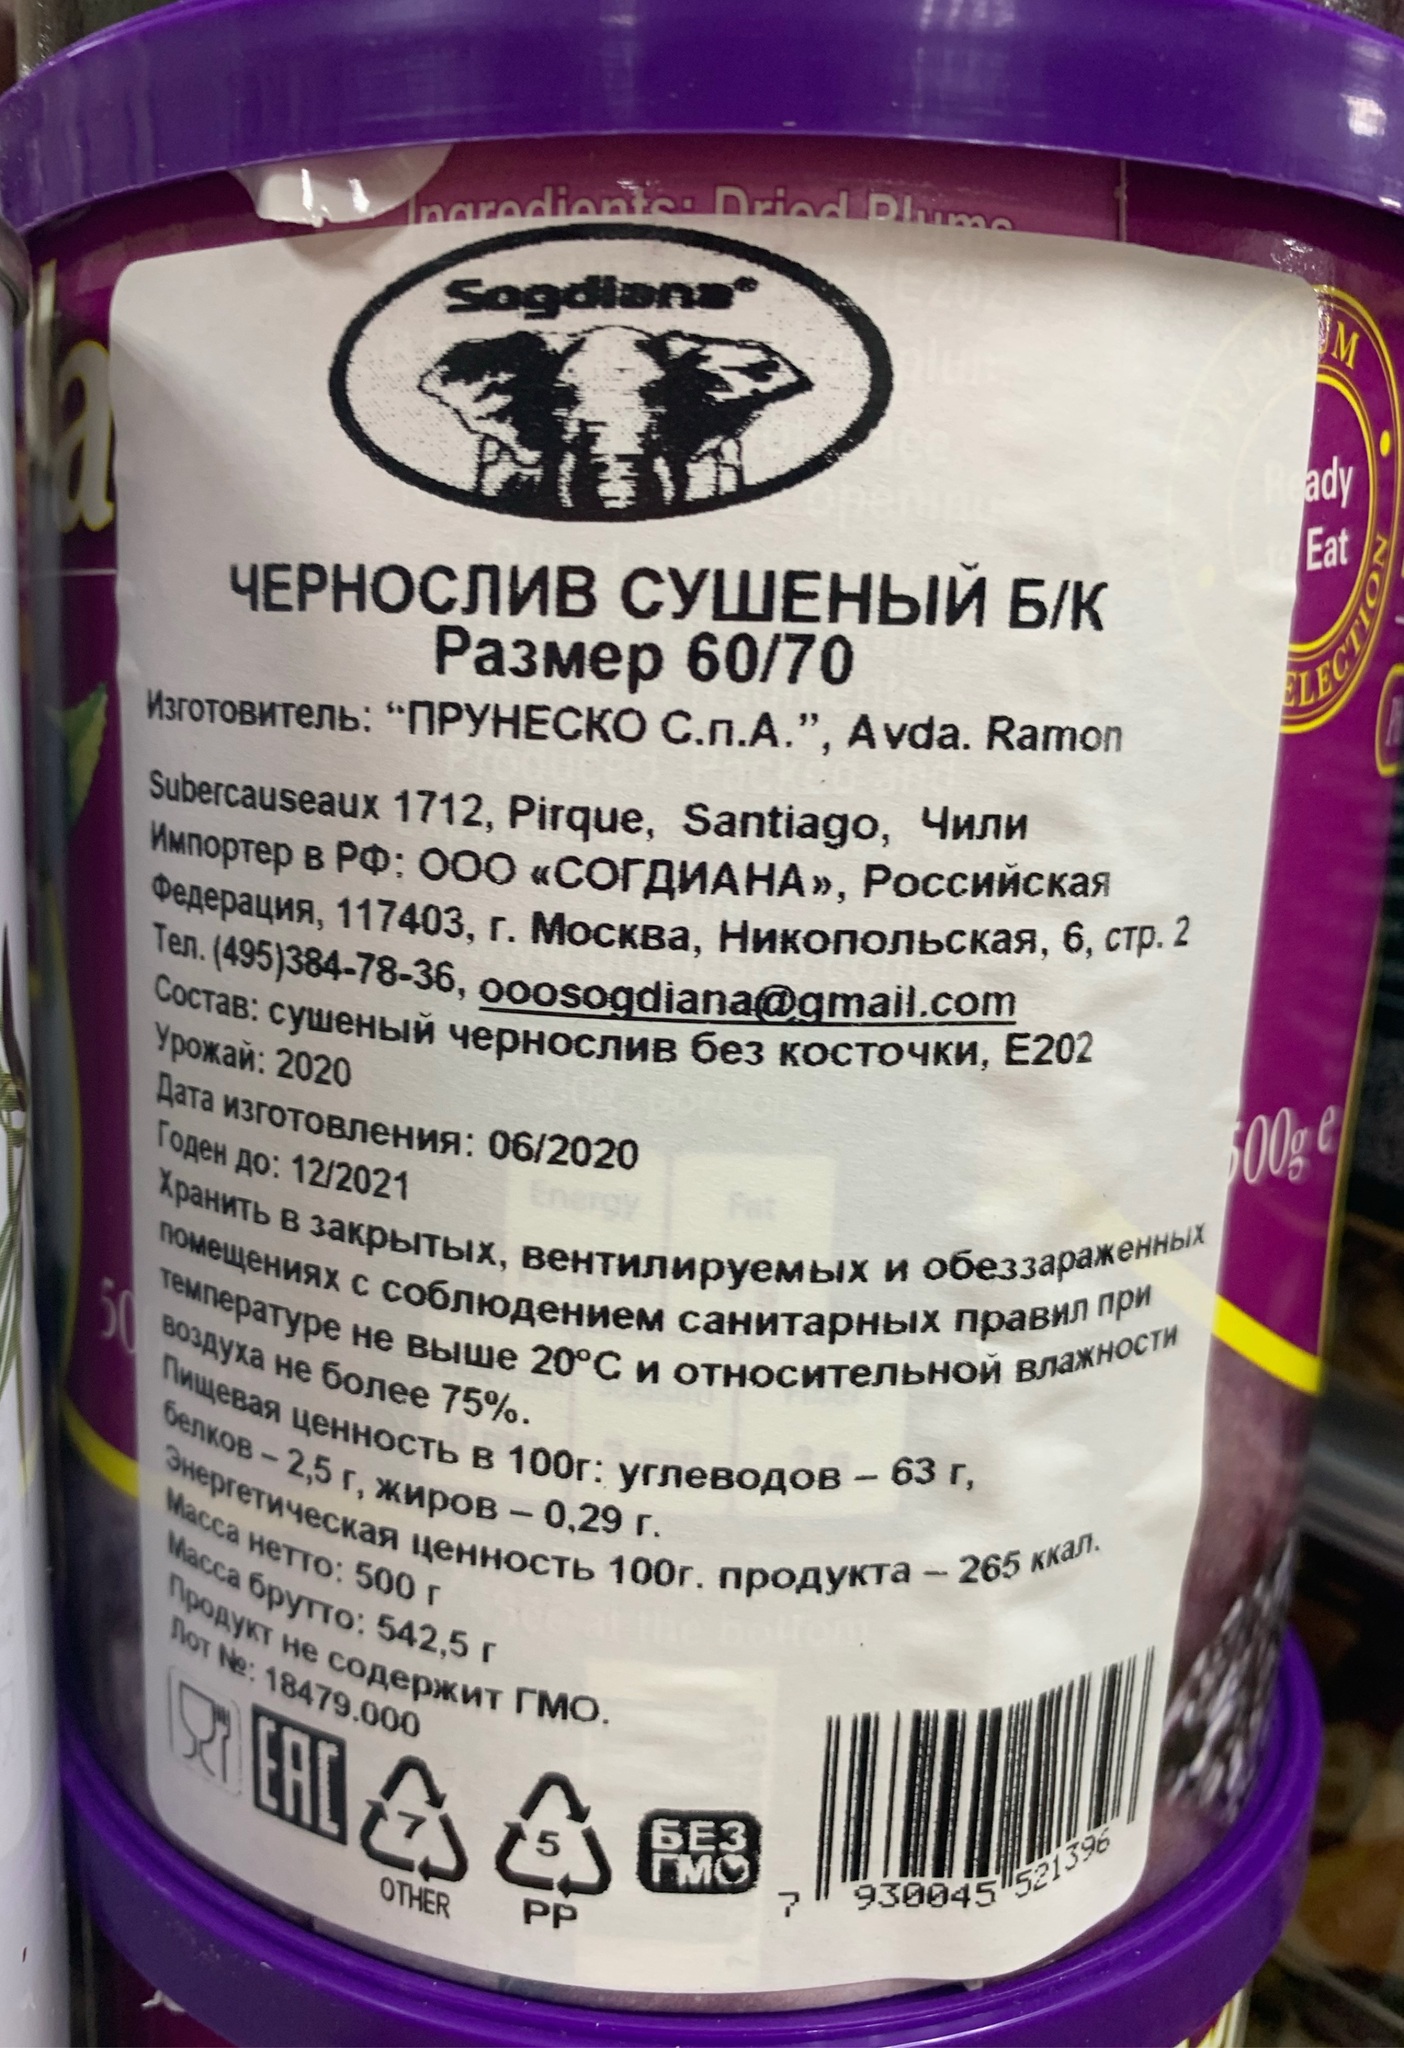 Ingredients: Dried Plums
Sogdiana®
ЧЕРНОСЛИВ СУШЕНЫЙ Б/К
Размер 60/70
Изготовитель: “ПРУНЕСКО С.п.А.”, Avda. Ramon
Subercauseaux 1712, Pirque, Santiago, Чили
Импортер в РФ: ООО «СОГДИАНА», Российская
Федерация, 117403, г. Москва, Никопольская, 6, стр. 2
Тел. (495)384-78-36, ooosogdiana@gmail.com
Состав: сушеный чернослив без косточки, Е202
Урожай: 2020
Дата изготовления: 06/2020
Годен до: 12/2021
Хранить в закрытых, вентилируемых и обеззараженных
помещениях с соблюдением санитарных правил при
температуре не выше 20°С и относительной влажности
воздуха не более 75%.
Пищевая ценность в 100г: углеводов – 63 г,
белков – 2,5 г, жиров – 0,29 г.
Энергетическая ценность 100г. продукта – 265 ккал.
Масса нетто: 500 г
Масса брутто: 542,5 г
Продукт не содержит ГМО.
Лот №: 18479.000
EAC
7
OTHER
5
PP
БЕЗ
ГМО
7 930045 521396
Ready
to Eat
500g e